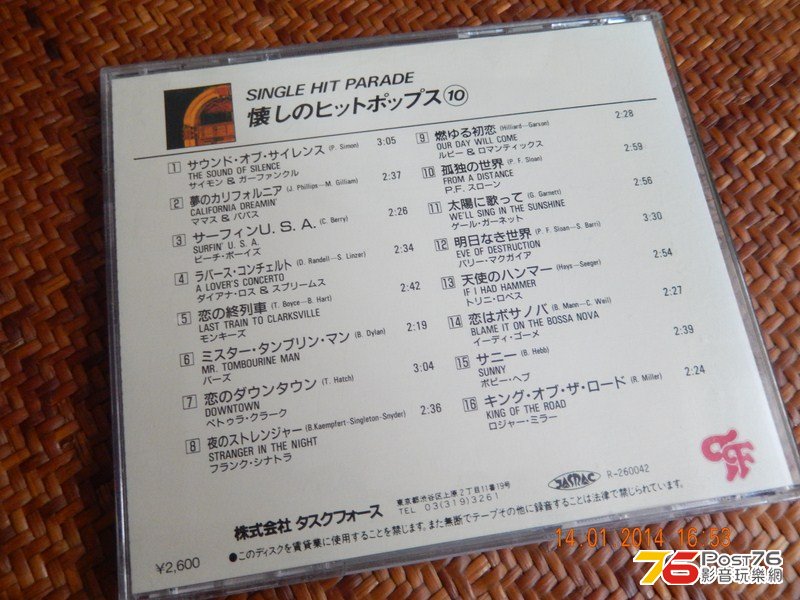 SINGLE HIT PARADE
懐しのヒットポップス⑩
1 サウンド・オブ・サイレンス (P. Simon) 3:05
THE SOUND OF SILENCE
サイモン & ガーファンクル
2 夢のカリフォルニア (J. Phillips—M. Gilliam) 2:37
CALIFORNIA DREAMIN'
ママス & パパス
3 サーフィンU.S.A. (C. Berry) 2:26
SURFIN' U.S.A.
ビーチ・ボーイズ
4 ラバース・コンチェルト (D. Randell—S. Linzer) 2:34
A LOVER'S CONCERTO
ダイアナ・ロス & スプリームス
5 恋の終列車 (T. Boyce—B. Hart) 2:42
LAST TRAIN TO CLARKSVILLE
モンキーズ
6 ミスター・タンブリン・マン (B. Dylan) 2:19
MR. TOMBOURINE MAN
バーズ
7 恋のダウンタウン (T. Hatch) 3:04
DOWNTOWN
ペトゥラ・クラーク
8 夜のストレンジャー (B.Kaempfert—Singleton—Snyder) 2:36
STRANGER IN THE NIGHT
フランク・シナトラ
9 燃ゆる初恋 (Hilliard—Garson) 2:28
OUR DAY WILL COME
ルビー & ロマンティックス
10 孤独の世界 (P. F. Sloan) 2:59
FROM A DISTANCE
P.F. スローン
11 太陽に歌って (G. Garnett) 2:56
WE'LL SING IN THE SUNSHINE
ゲール・ガーネット
12 明日なき世界 (P. F. Sloan—S. Barri) 3:30
EVE OF DESTRUCTION
バリー・マクガイア
13 天使のハンマー (Hays—Seeger) 2:54
IF I HAD HAMMER
トリニ・ロペス
14 恋はボサノバ (B. Mann—C. Weil) 2:27
BLAME IT ON THE BOSSA NOVA
イーディ・ゴーメ
15 サニー (B. Hebb) 2:39
SUNNY
ボビー・ヘブ
16 キング・オブ・ザ・ロード (R. Miller) 2:24
KING OF THE ROAD
ロジャー・ミラー
株式会社 タスクフォース
東京都渋谷区上原2丁目11番19号
TEL 03(319)3261
JASRAC
R-260042
¥2,600
●このディスクを賃貸業に使用することを禁じます。また無断でテープその他に録音することは法律で禁じられています。
14.01.2014 16:53
76 Post76
影音玩樂網